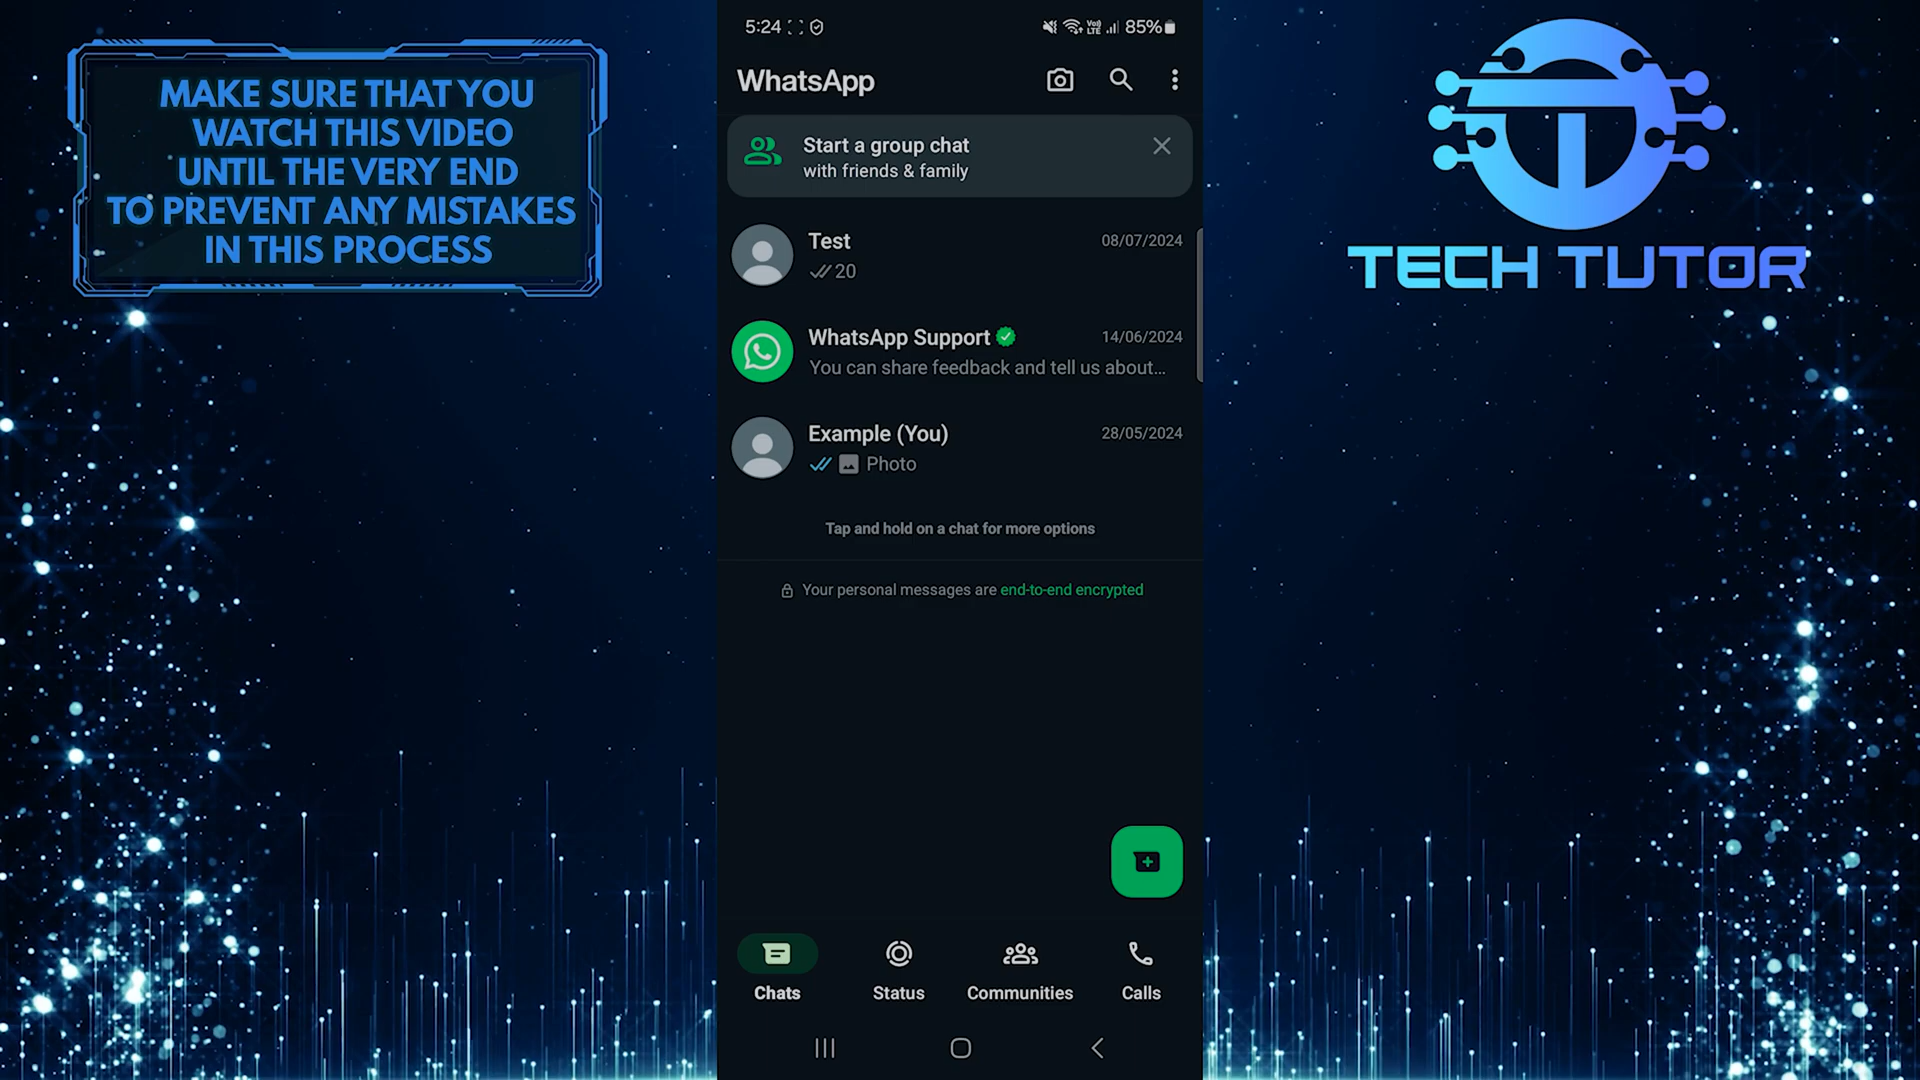 MAKE SURE THAT YOU
WATCH THIS VIDEO
UNTIL THE VERY END
TO PREVENT ANY MISTAKES
IN THIS PROCESS
5:24
Vo)
LTE
85%
WhatsApp
Start a group chat
with friends & family
Test
08/07/2024
20
WhatsApp Support
14/06/2024
You can share feedback and tell us about...
Example (You)
28/05/2024
Photo
Tap and hold on a chat for more options
Your personal messages are end-to-end encrypted
Chats
Status
Communities
Calls
TECH TUTOR